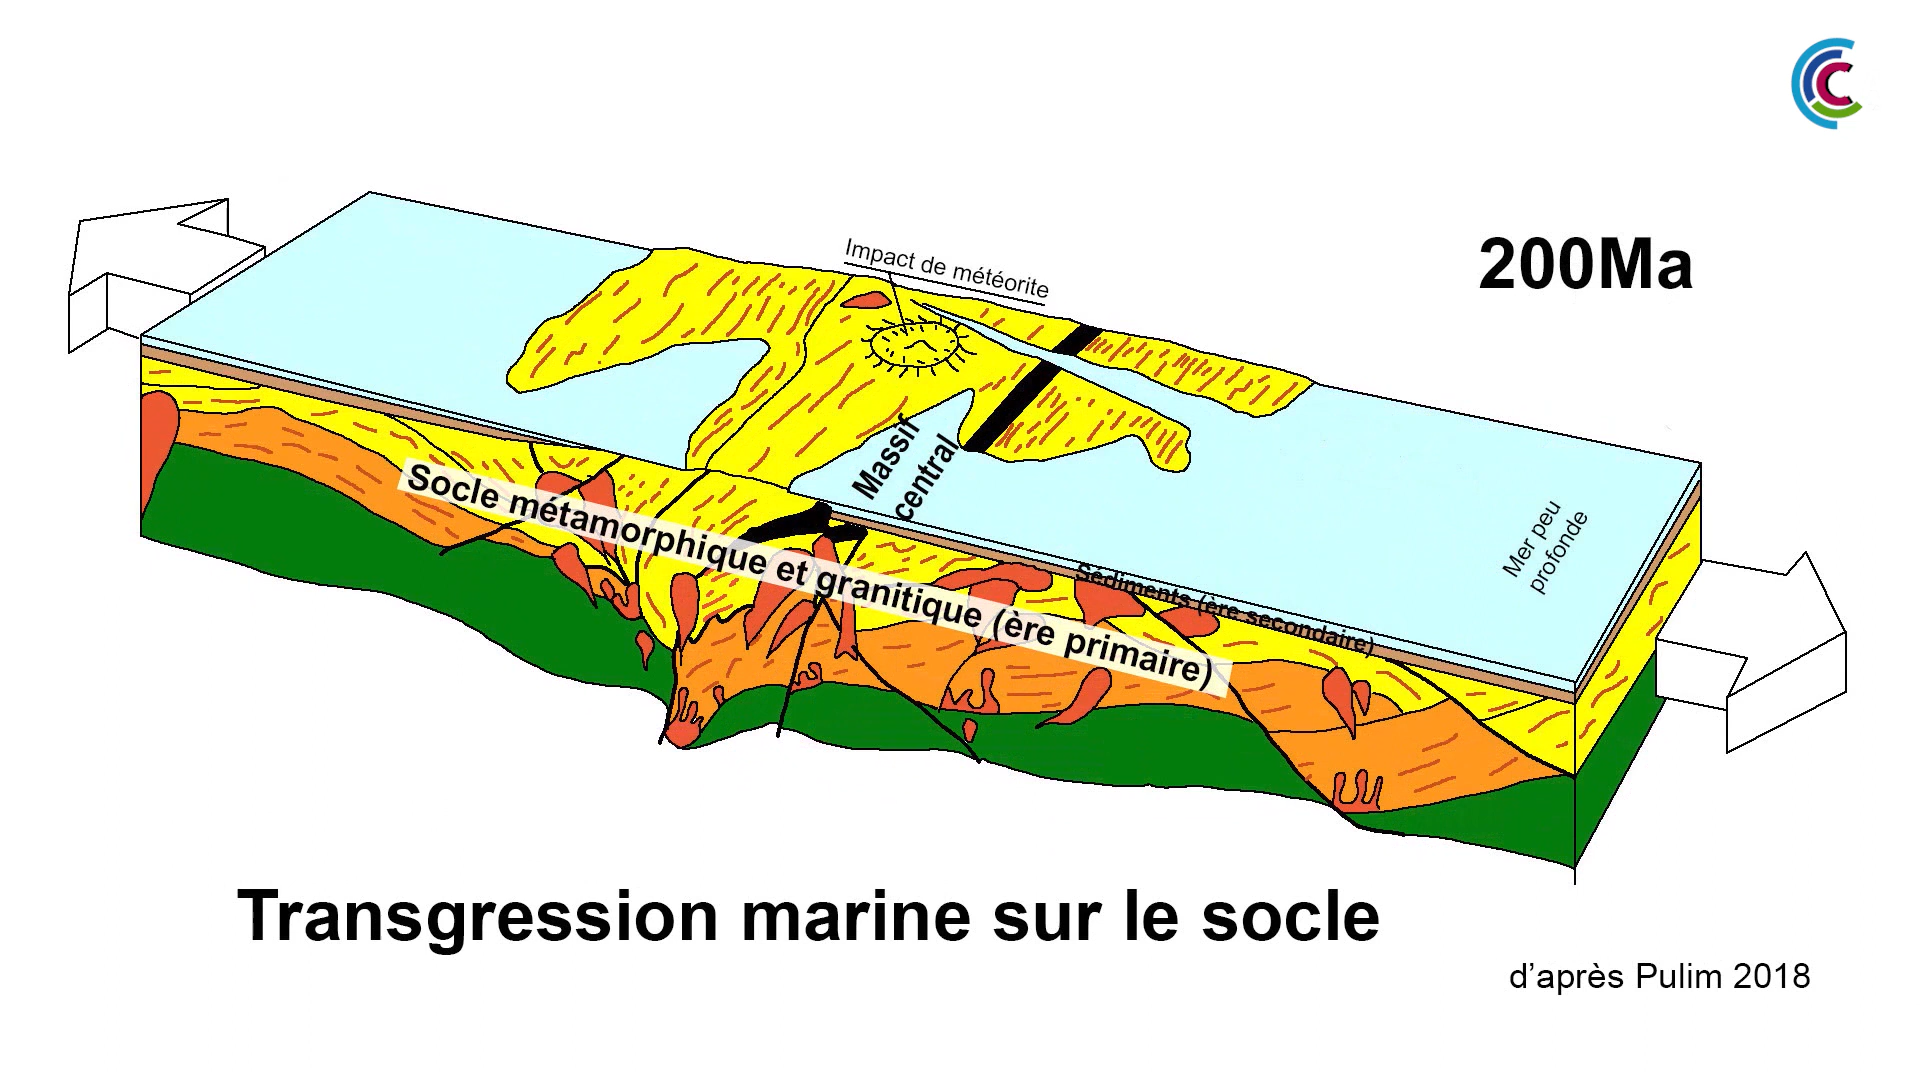 200Ma
Impact de météorite
Massif
central
Mer peu
profonde
Socle métamorphique et granitique (ère primaire)
Sédiments (ère secondaire)
Transgression marine sur le socle
d’après Pulim 2018